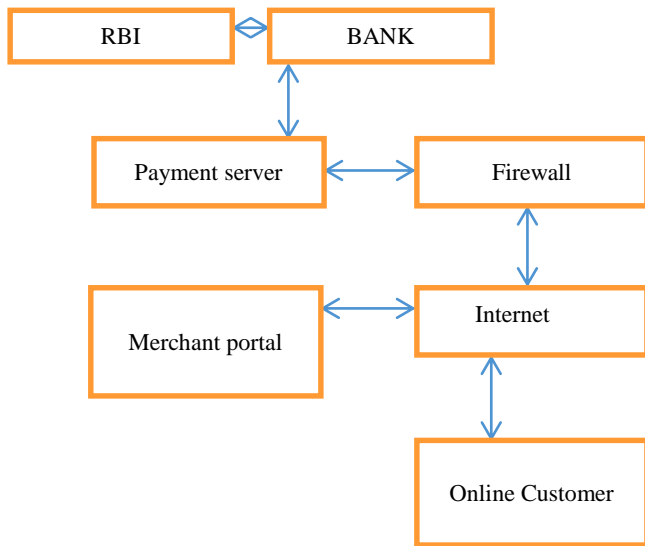 RBI
BANK
Payment server
Firewall
Merchant portal
Internet
Online Customer